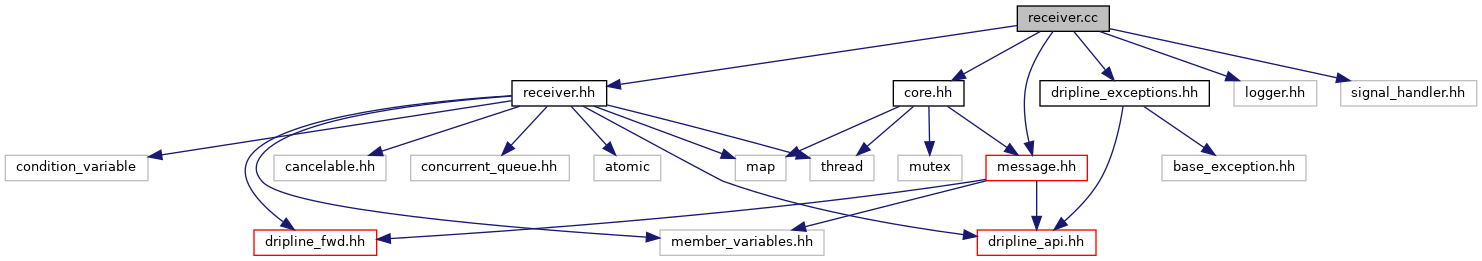 receiver.cc
receiver.hh
core.hh
dripline_exceptions.hh
logger.hh
signal_handler.hh
condition_variable
cancelable.hh
concurrent_queue.hh
atomic
map
thread
mutex
message.hh
base_exception.hh
dripline_fwd.hh
member_variables.hh
dripline_api.hh